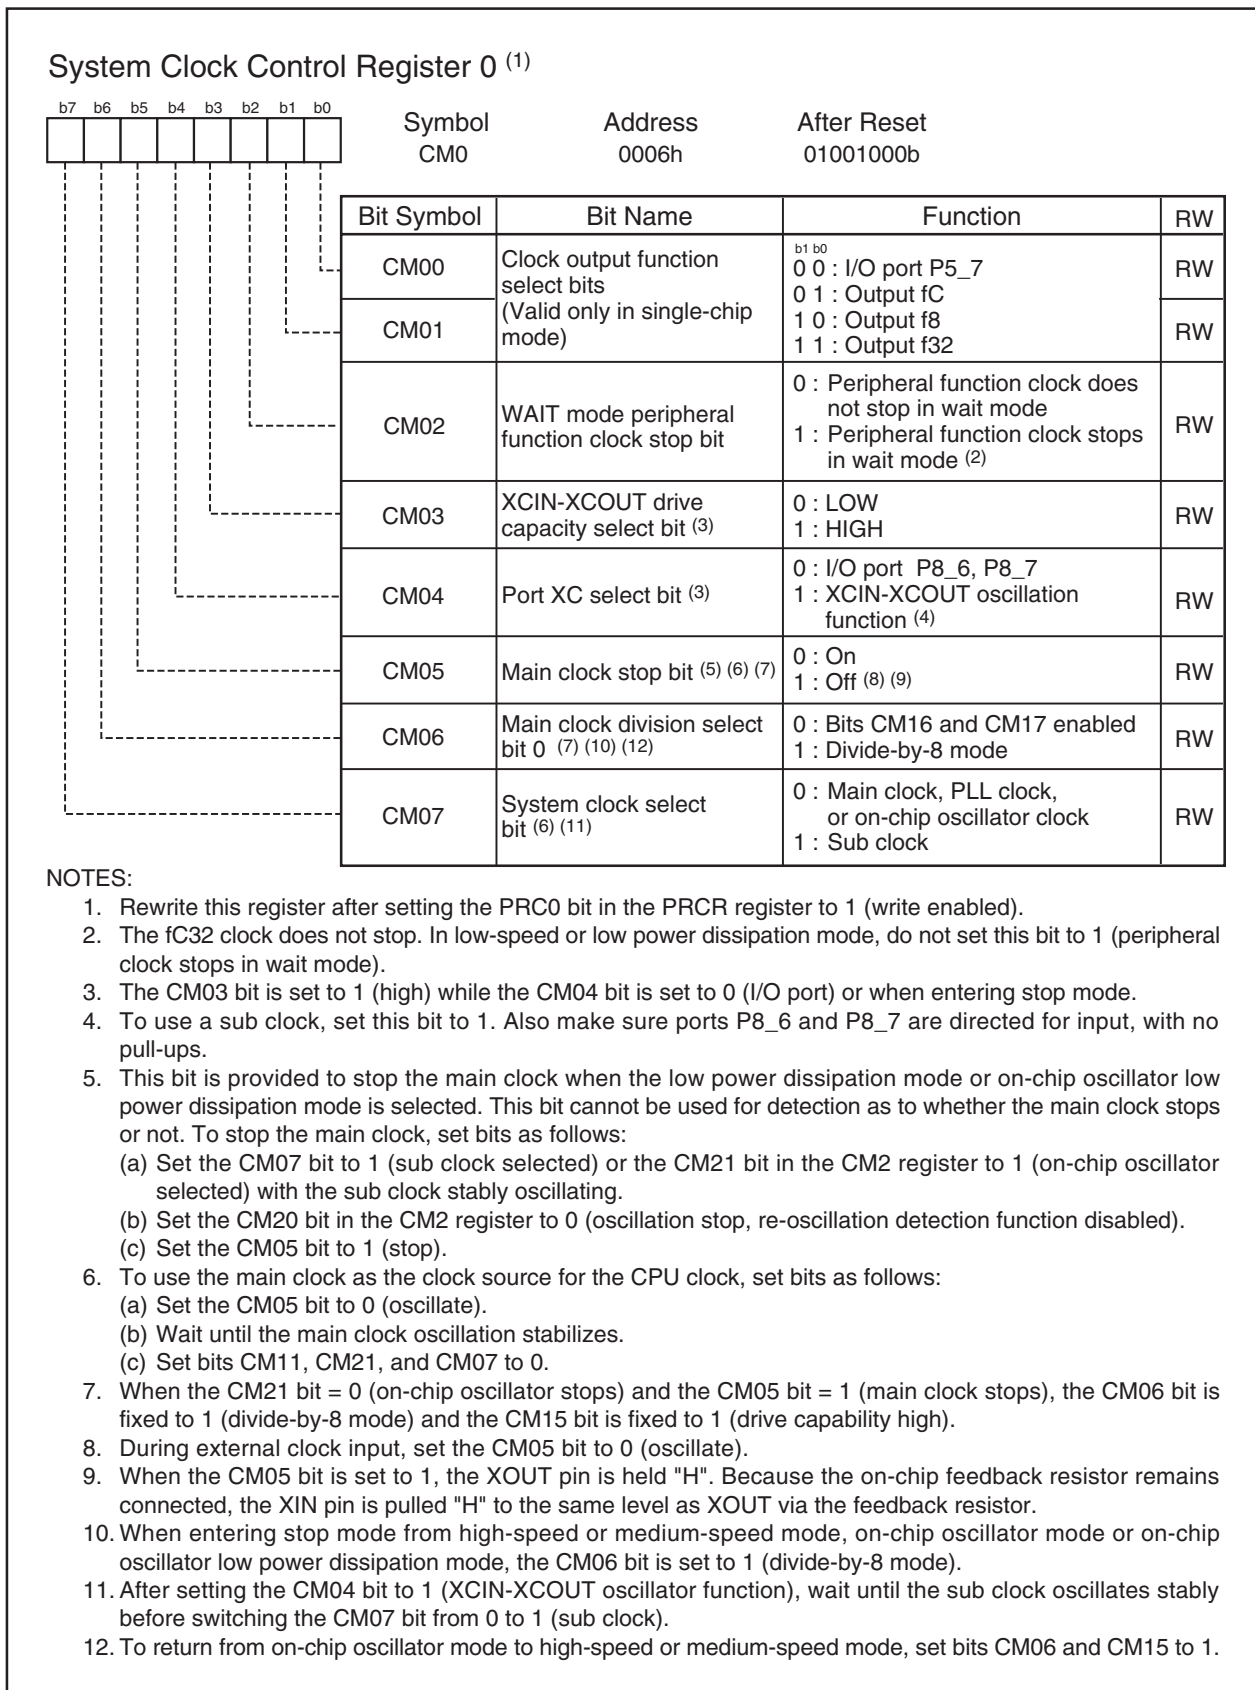 System Clock Control Register 0 (1)
b7 b6 b5 b4 b3 b2 b1 b0
Symbol Address After Reset
CM0 0006h 01001000b
Bit Symbol Bit Name Function RW
CM00
CM01
Clock output function
select bits
(Valid only in single-chip
mode)
b1 b0
0 0 : I/O port P5_7
0 1 : Output fC
1 0 : Output f8
1 1 : Output f32
RW
RW
CM02
WAIT mode peripheral
function clock stop bit
0 : Peripheral function clock does
not stop in wait mode
1 : Peripheral function clock stops
in wait mode (2)
RW
CM03
XCIN-XCOUT drive
capacity select bit (3)
0 : LOW
1 : HIGH
RW
CM04
Port XC select bit (3)
0 : I/O port P8_6, P8_7
1 : XCIN-XCOUT oscillation
function (4)
RW
CM05
Main clock stop bit (5) (6) (7)
0 : On
1 : Off (8) (9)
RW
CM06
Main clock division select
bit 0 (7) (10) (12)
0 : Bits CM16 and CM17 enabled
1 : Divide-by-8 mode
RW
CM07
System clock select
bit (6) (11)
0 : Main clock, PLL clock,
or on-chip oscillator clock
1 : Sub clock
RW
NOTES:
1. Rewrite this register after setting the PRC0 bit in the PRCR register to 1 (write enabled).
2. The fC32 clock does not stop. In low-speed or low power dissipation mode, do not set this bit to 1 (peripheral
clock stops in wait mode).
3. The CM03 bit is set to 1 (high) while the CM04 bit is set to 0 (I/O port) or when entering stop mode.
4. To use a sub clock, set this bit to 1. Also make sure ports P8_6 and P8_7 are directed for input, with no
pull-ups.
5. This bit is provided to stop the main clock when the low power dissipation mode or on-chip oscillator low
power dissipation mode is selected. This bit cannot be used for detection as to whether the main clock stops
or not. To stop the main clock, set bits as follows:
(a) Set the CM07 bit to 1 (sub clock selected) or the CM21 bit in the CM2 register to 1 (on-chip oscillator
selected) with the sub clock stably oscillating.
(b) Set the CM20 bit in the CM2 register to 0 (oscillation stop, re-oscillation detection function disabled).
(c) Set the CM05 bit to 1 (stop).
6. To use the main clock as the clock source for the CPU clock, set bits as follows:
(a) Set the CM05 bit to 0 (oscillate).
(b) Wait until the main clock oscillation stabilizes.
(c) Set bits CM11, CM21, and CM07 to 0.
7. When the CM21 bit = 0 (on-chip oscillator stops) and the CM05 bit = 1 (main clock stops), the CM06 bit is
fixed to 1 (divide-by-8 mode) and the CM15 bit is fixed to 1 (drive capability high).
8. During external clock input, set the CM05 bit to 0 (oscillate).
9. When the CM05 bit is set to 1, the XOUT pin is held "H". Because the on-chip feedback resistor remains
connected, the XIN pin is pulled "H" to the same level as XOUT via the feedback resistor.
10. When entering stop mode from high-speed or medium-speed mode, on-chip oscillator mode or on-chip
oscillator low power dissipation mode, the CM06 bit is set to 1 (divide-by-8 mode).
11. After setting the CM04 bit to 1 (XCIN-XCOUT oscillator function), wait until the sub clock oscillates stably
before switching the CM07 bit from 0 to 1 (sub clock).
12. To return from on-chip oscillator mode to high-speed or medium-speed mode, set bits CM06 and CM15 to 1.